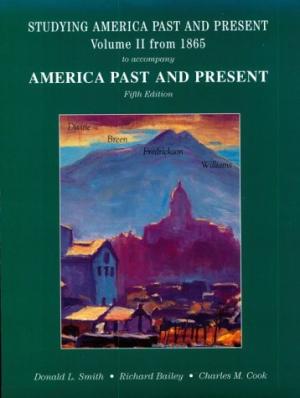 STUDYING AMERICA PAST AND PRESENT
Volume II from 1865
to accompany
AMERICA PAST AND PRESENT
Fifth Edition
Divine
Breen
Fredrickson
Williams
Donald L. Smith • Richard Bailey • Charles M. Cook